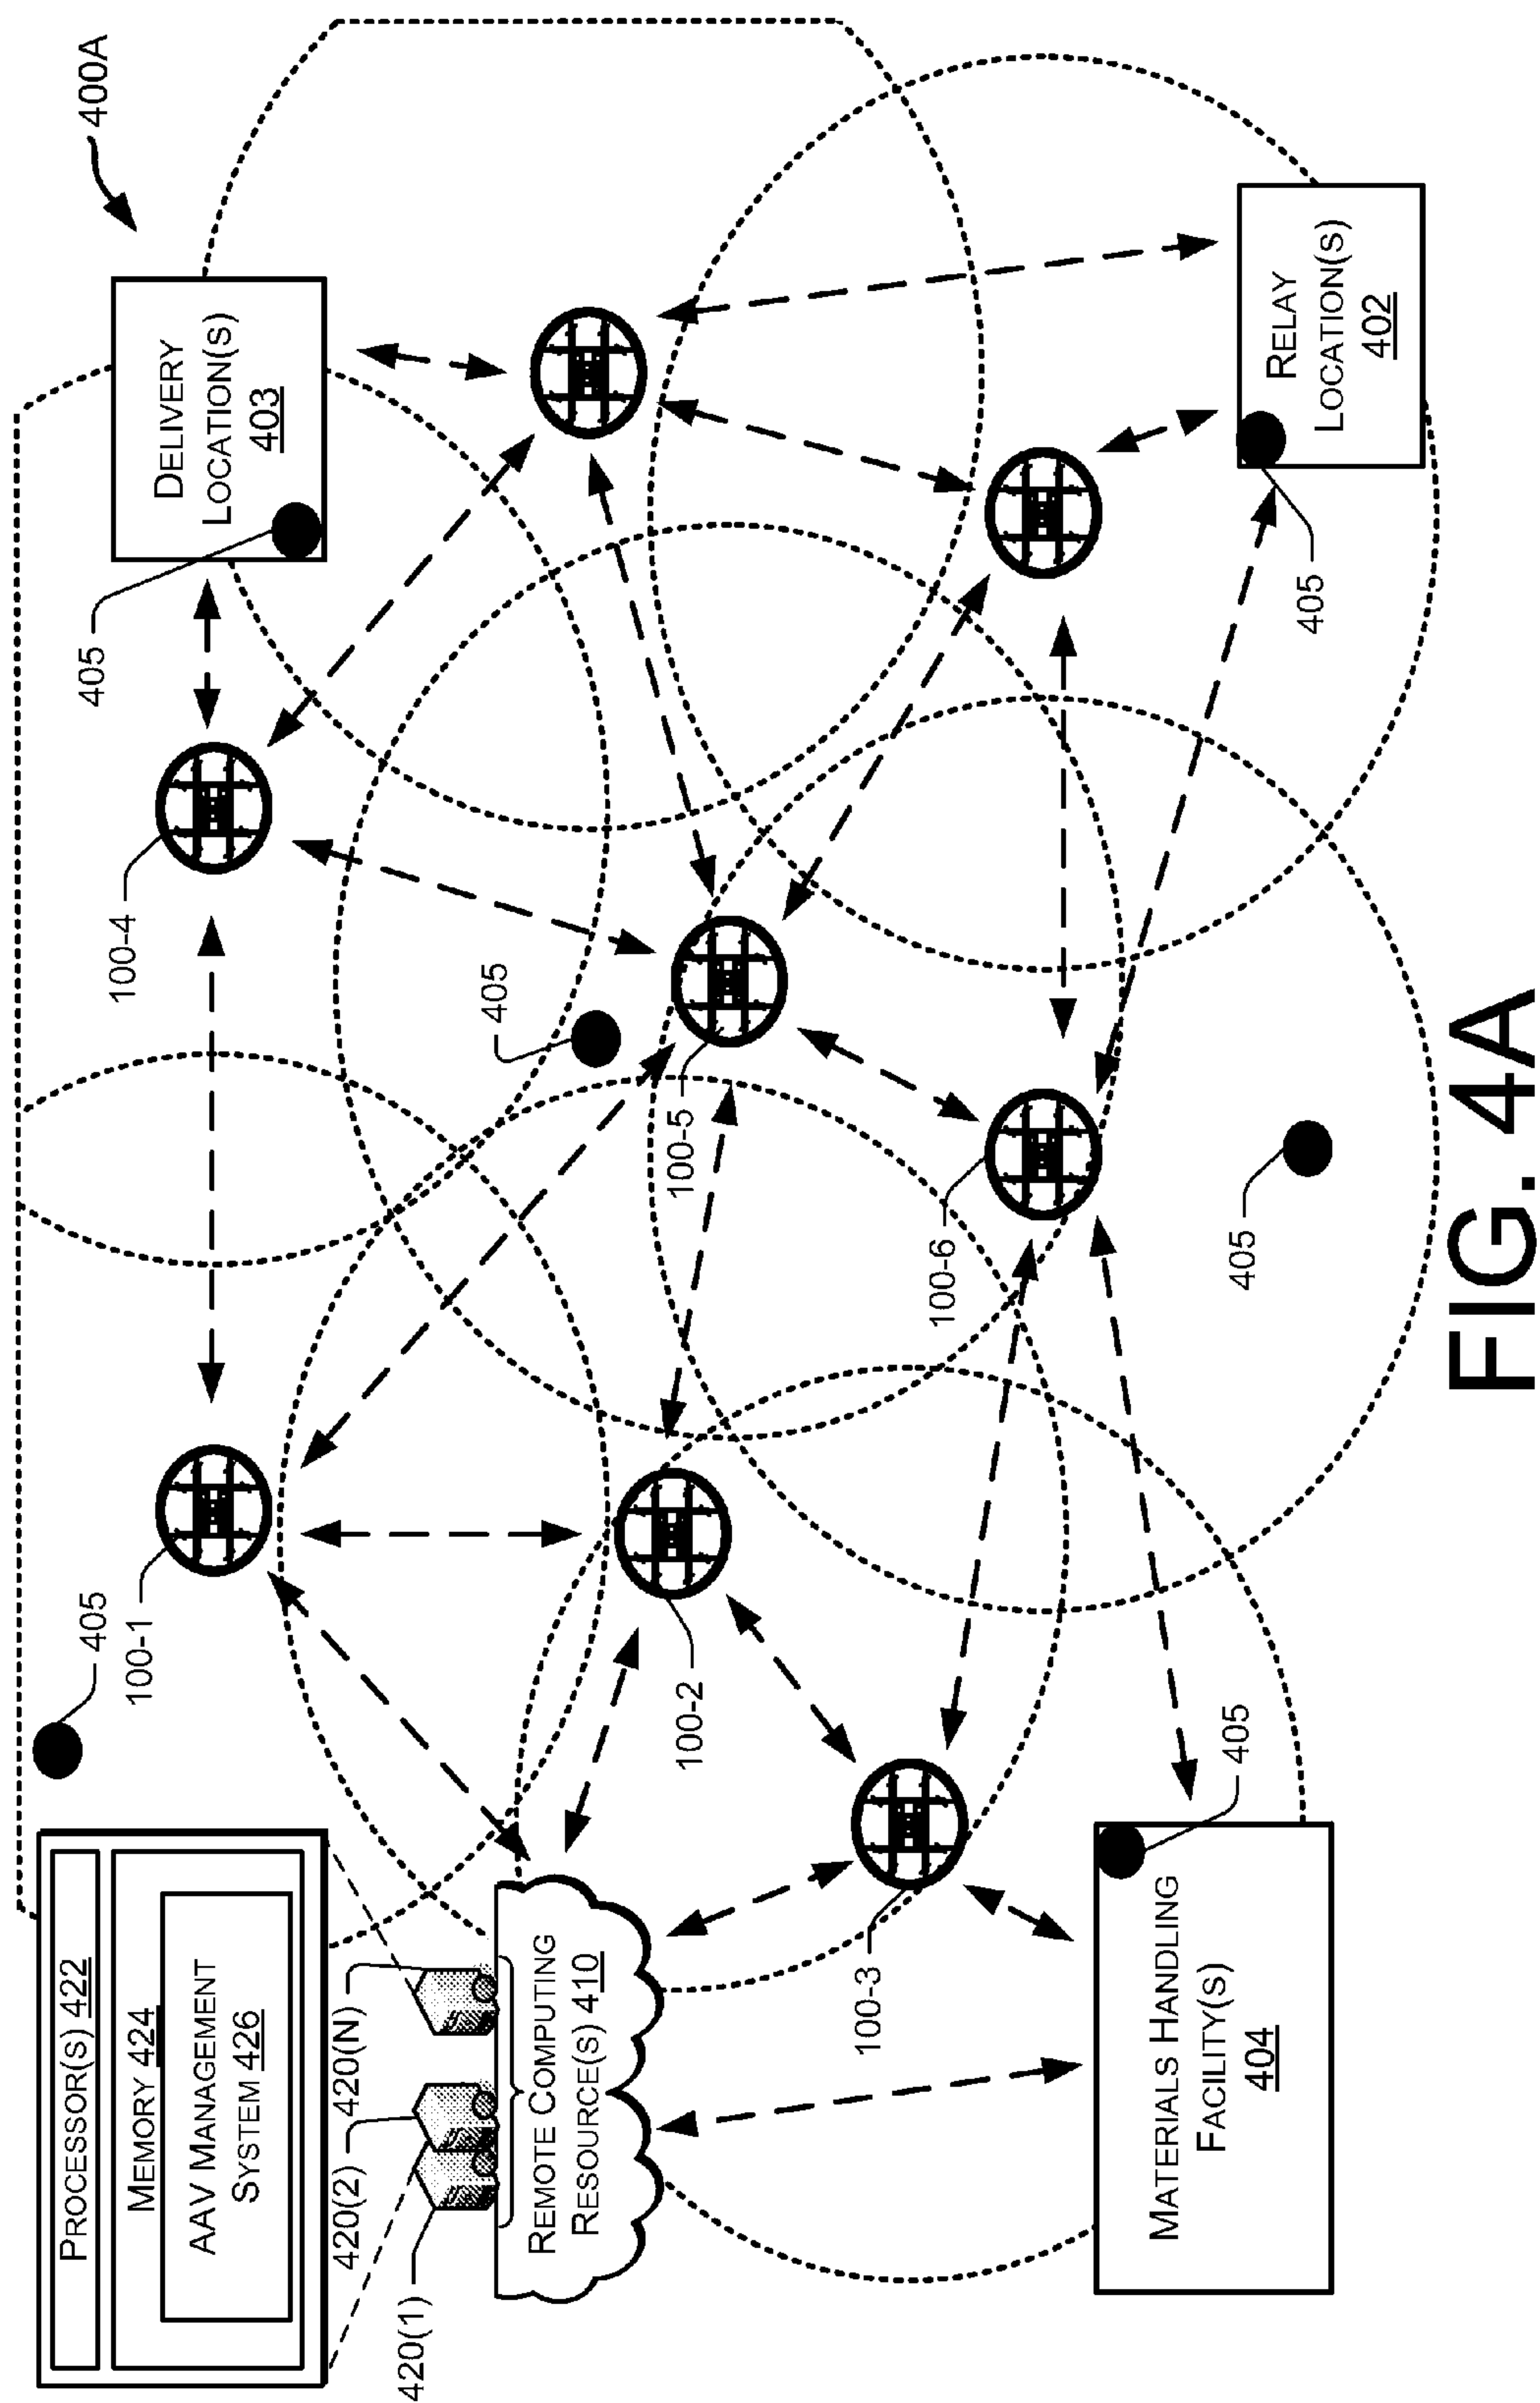 400A
PROCESSOR(S) 422
MEMORY 424
AAV MANAGEMENT
SYSTEM 426
405
100-1
100-4
405
DELIVERY
LOCATION(S)
403
420(1)
420(2)
420(N)
REMOTE COMPUTING
RESOURCE(S) 410
100-2
405
100-5
100-3
100-6
MATERIALS HANDLING
FACILITY(S)
404
405
405
405
RELAY
LOCATION(S)
402
FIG. 4A